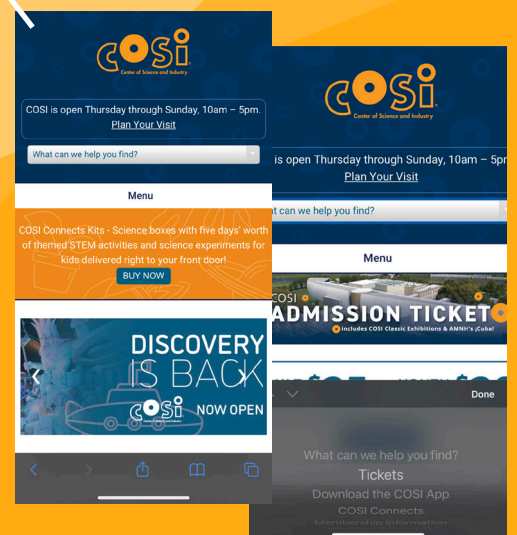 COSI
Center of Science and Industry
COSI is open Thursday through Sunday, 10am – 5pm.
Plan Your Visit
What can we help you find?
Menu
COSI Connects Kits - Science boxes with five days' worth
of themed STEM activities and science experiments for
kids delivered right to your front door!
BUY NOW
DISCOVERY
IS BACK
COSI
NOW OPEN
COSI
Center of Science and Industry
is open Thursday through Sunday, 10am – 5p
Plan Your Visit
t can we help you find?
Menu
COSI
ADMISSION TICKET
Includes COSI Classic Exhibitions & AMNH's ¡Cuba!
Done
What can we help you find?
Tickets
Download the COSI App
COSI Connects
Membership Information